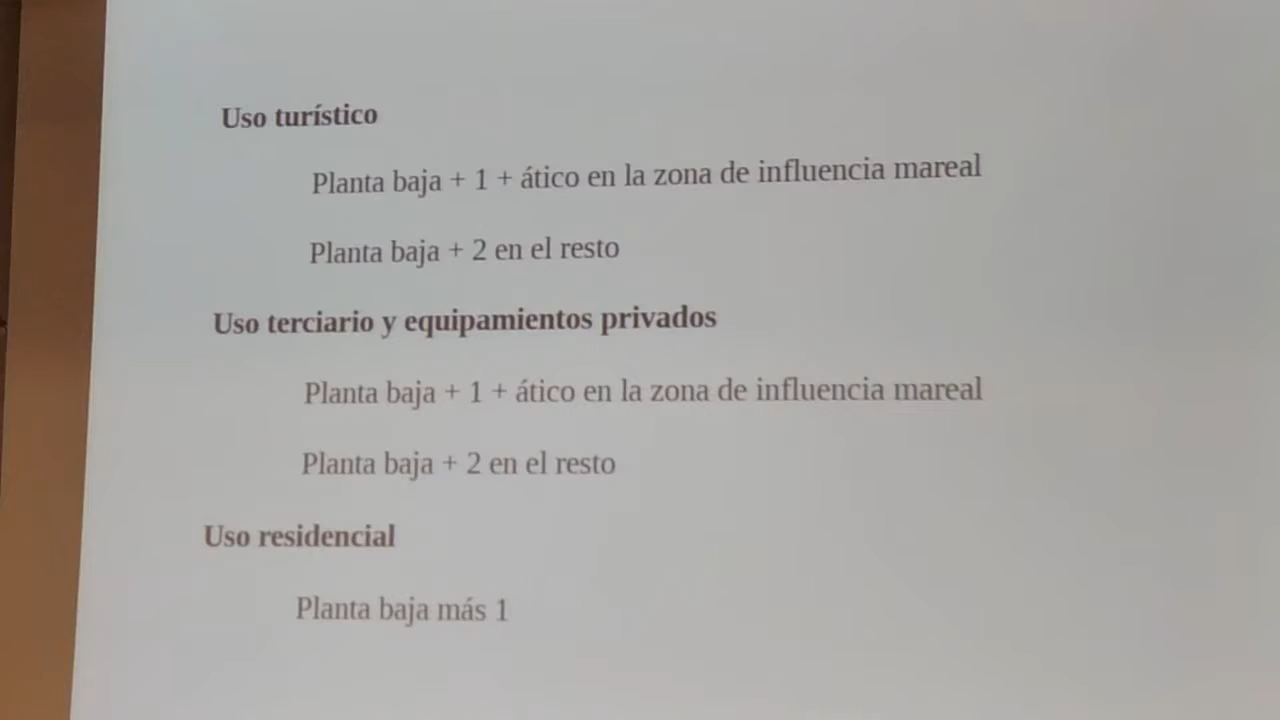 Uso turístico
Planta baja + 1 + ático en la zona de influencia mareal
Planta baja + 2 en el resto
Uso terciario y equipamientos privados
Planta baja + 1 + ático en la zona de influencia mareal
Planta baja + 2 en el resto
Uso residencial
Planta baja más 1